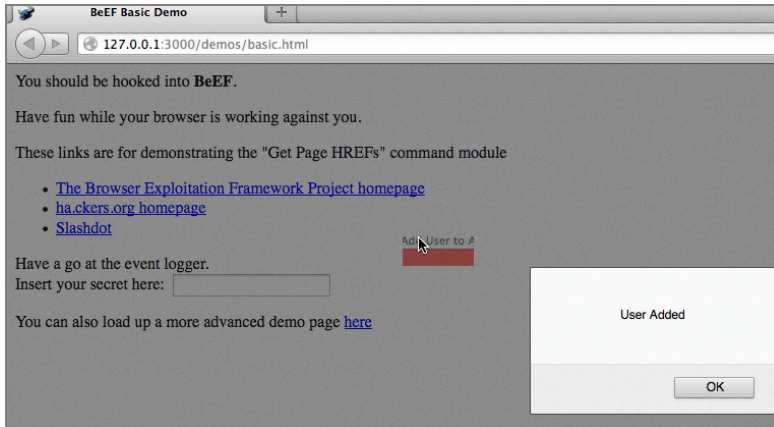 BeEF Basic Demo
127.0.0.1:3000/demos/basic.html
You should be hooked into BeEF.
Have fun while your browser is working against you.
These links are for demonstrating the "Get Page HREFs" command module
• The Browser Exploitation Framework Project homepage
• ha.ckers.org homepage
• Slashdot
User to A
Have a go at the event logger.
Insert your secret here:
You can also load up a more advanced demo page here
User Added
OK